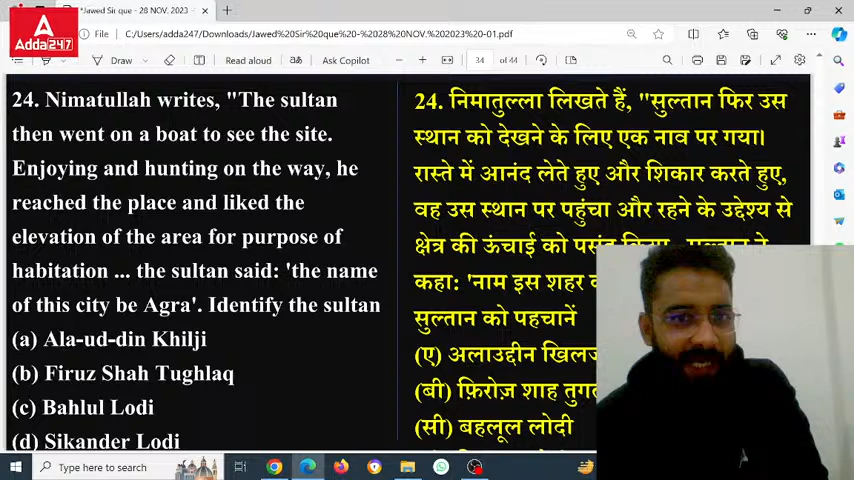 "Jawed Sir que - 28 NOV. 2023
File
C:/Users/adda247/Downloads/Jawed%20Sir%20que%20-%2028%20NOV.%202023%20-01.pdf
Adda247
Draw
Read aloud
Ask Copilot
34
of 44
24. Nimatullah writes, "The sultan
then went on a boat to see the site.
Enjoying and hunting on the way, he
reached the place and liked the
elevation of the area for purpose of
habitation ... the sultan said: 'the name
of this city be Agra'. Identify the sultan
(a) Ala-ud-din Khilji
(b) Firuz Shah Tughlaq
(c) Bahlul Lodi
(d) Sikander Lodi
24. निमातुल्ला लिखते हैं, "सुल्तान फिर उस
स्थान को देखने के लिए एक नाव पर गया।
रास्ते में आनंद लेते हुए और शिकार करते हुए,
वह उस स्थान पर पहुंचा और रहने के उद्देश्य से
क्षेत्र की ऊंचाई को पसंद
कहा: 'नाम इस शहर
सुल्तान को पहचानें
(ए) अलाउद्दीन
(बी) फ़िरोज़ शाह
(सी) बहलूल लोदी
Type here to search